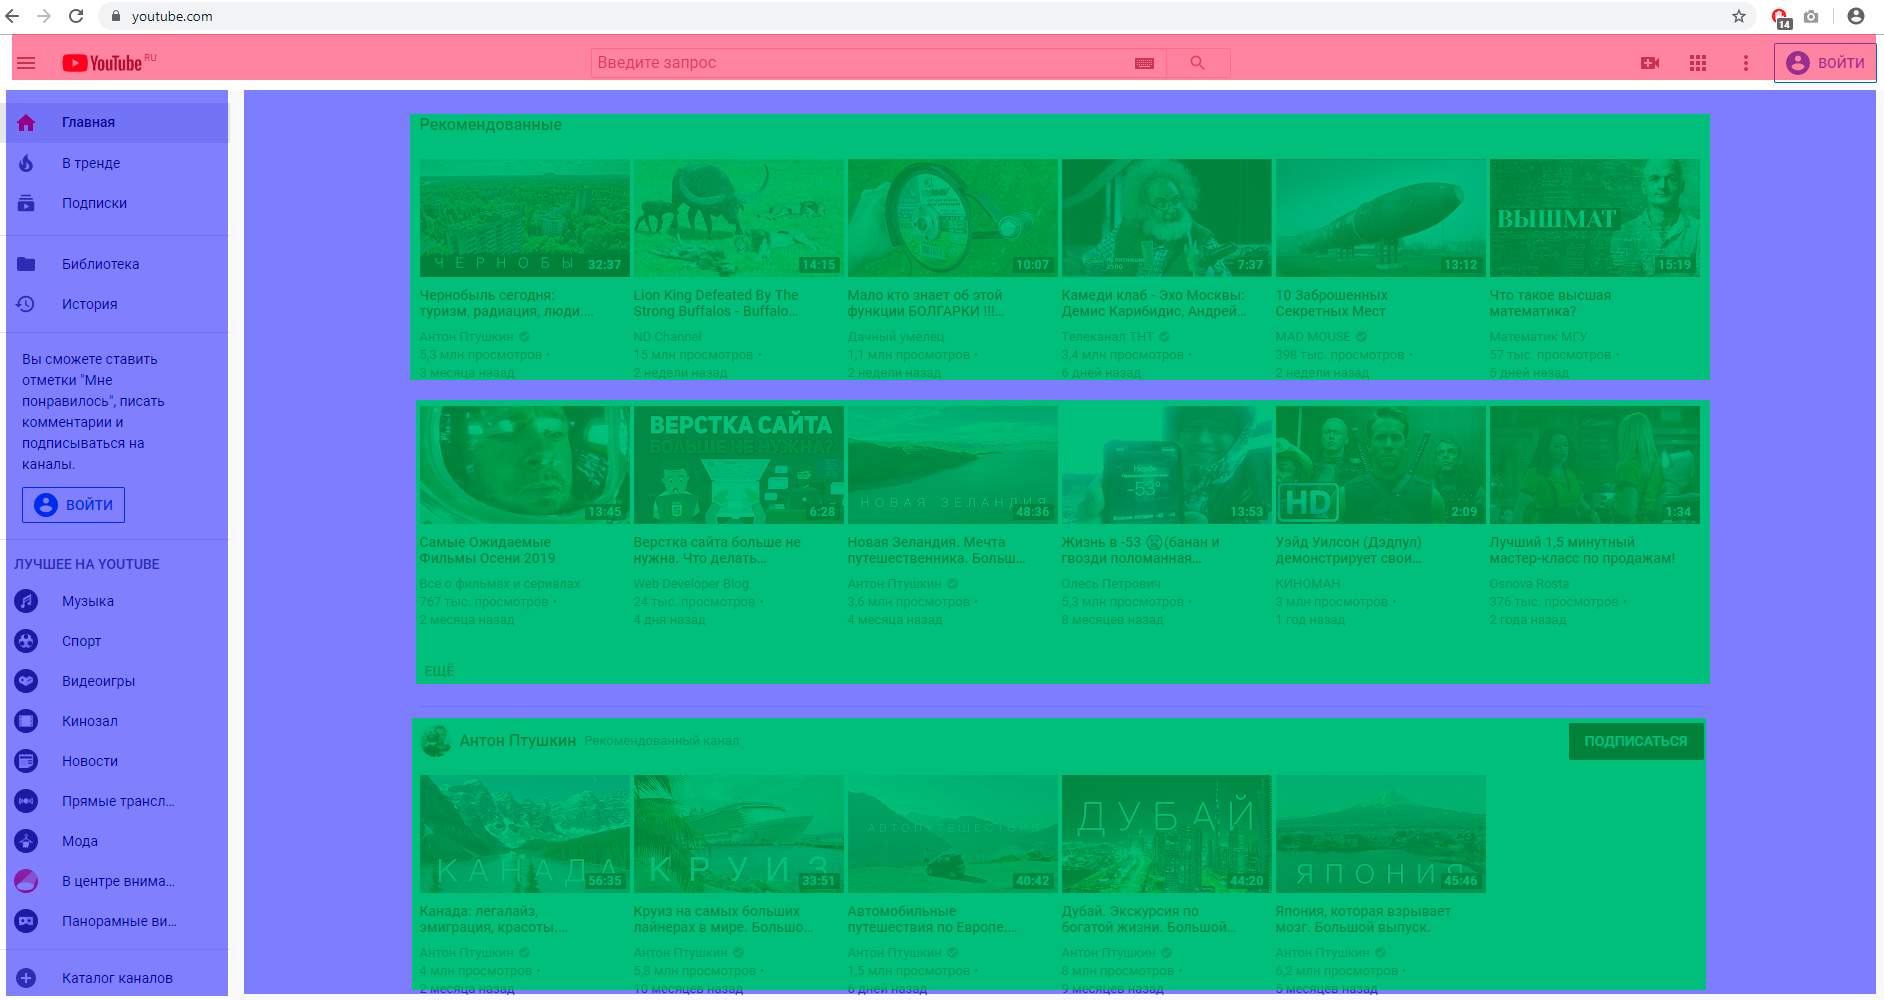 youtube.com
14
YouTube RU
Введите запрос
ВОЙТИ
Главная
В тренде
Подписки
Библиотека
История
Вы сможете ставить
отметки "Мне
понравилось", писать
комментарии и
подписываться на
каналы.
ВОЙТИ
ЛУЧШЕЕ НА YOUTUBE
Музыка
Спорт
Видеоигры
Кинозал
Новости
Прямые трансл...
Мода
В центре внима...
Панорамные ви...
Каталог каналов
Рекомендованные
ЧЕРНОБЫ 32:37
14:15
10:07
7:37
13:12
ВЫШМАТ 15:19
Чернобыль сегодня:
туризм, радиация, люди....
Антон Птушкин
5,3 млн просмотров •
3 месяца назад
Lion King Defeated By The
Strong Buffalos - Buffalo...
ND Channel
15 млн просмотров •
2 недели назад
Мало кто знает об этой
функции БОЛГАРКИ !!!...
Дачный умелец
1,1 млн просмотров •
2 недели назад
Камеди клаб - Эхо Москвы:
Демис Карибидис, Андрей...
Телеканал ТНТ
3,4 млн просмотров •
6 дней назад
10 Заброшенных
Секретных Мест
MAD MOUSE
398 тыс. просмотров •
2 недели назад
Что такое высшая
математика?
Математик МГУ
57 тыс. просмотров •
5 дней назад
13:45
ВЕРСТКА САЙТА
БОЛЬШЕ НЕ НУЖНА?
6:28
НОВАЯ ЗЕЛАНДИЯ
48:36
-53°
13:53
HD 2:09
1:34
Самые Ожидаемые
Фильмы Осени 2019
Все о фильмах и сериалах
767 тыс. просмотров •
2 месяца назад
Верстка сайта больше не
нужна. Что делать...
Web Developer Blog
24 тыс. просмотров •
4 дня назад
Новая Зеландия. Мечта
путешественника. Больш...
Антон Птушкин
3,6 млн просмотров •
4 месяца назад
Жизнь в -53 😭(банан и
гвозди поломанная...
Олесь Петрович
5,3 млн просмотров •
8 месяцев назад
Уэйд Уилсон (Дэдпул)
демонстрирует свои...
КИНОМАН
3 млн просмотров •
1 год назад
Лучший 1,5 минутный
мастер-класс по продажам!
Osnova Rosta
376 тыс. просмотров •
2 года назад
ЕЩЁ
Антон Птушкин Рекомендованный канал
ПОДПИСАТЬСЯ
КАНАДА 56:35
КРУИЗ 33:51
АВТОПУТЕШЕСТВИЯ
40:42
ДУБАЙ
44:20
ЯПОНИЯ 45:46
Канада: легалайз,
эмиграция, красоты....
Антон Птушкин
4 млн просмотров •
2 месяца назад
Круиз на самых больших
лайнерах в мире. Большо...
Антон Птушкин
5,8 млн просмотров •
10 месяцев назад
Автомобильные
путешествия по Европе....
Антон Птушкин
1,5 млн просмотров •
6 дней назад
Дубай. Экскурсия по
богатой жизни. Большой...
Антон Птушкин
8 млн просмотров •
9 месяцев назад
Япония, которая взрывает
мозг. Большой выпуск.
Антон Птушкин
6,2 млн просмотров •
5 месяцев назад